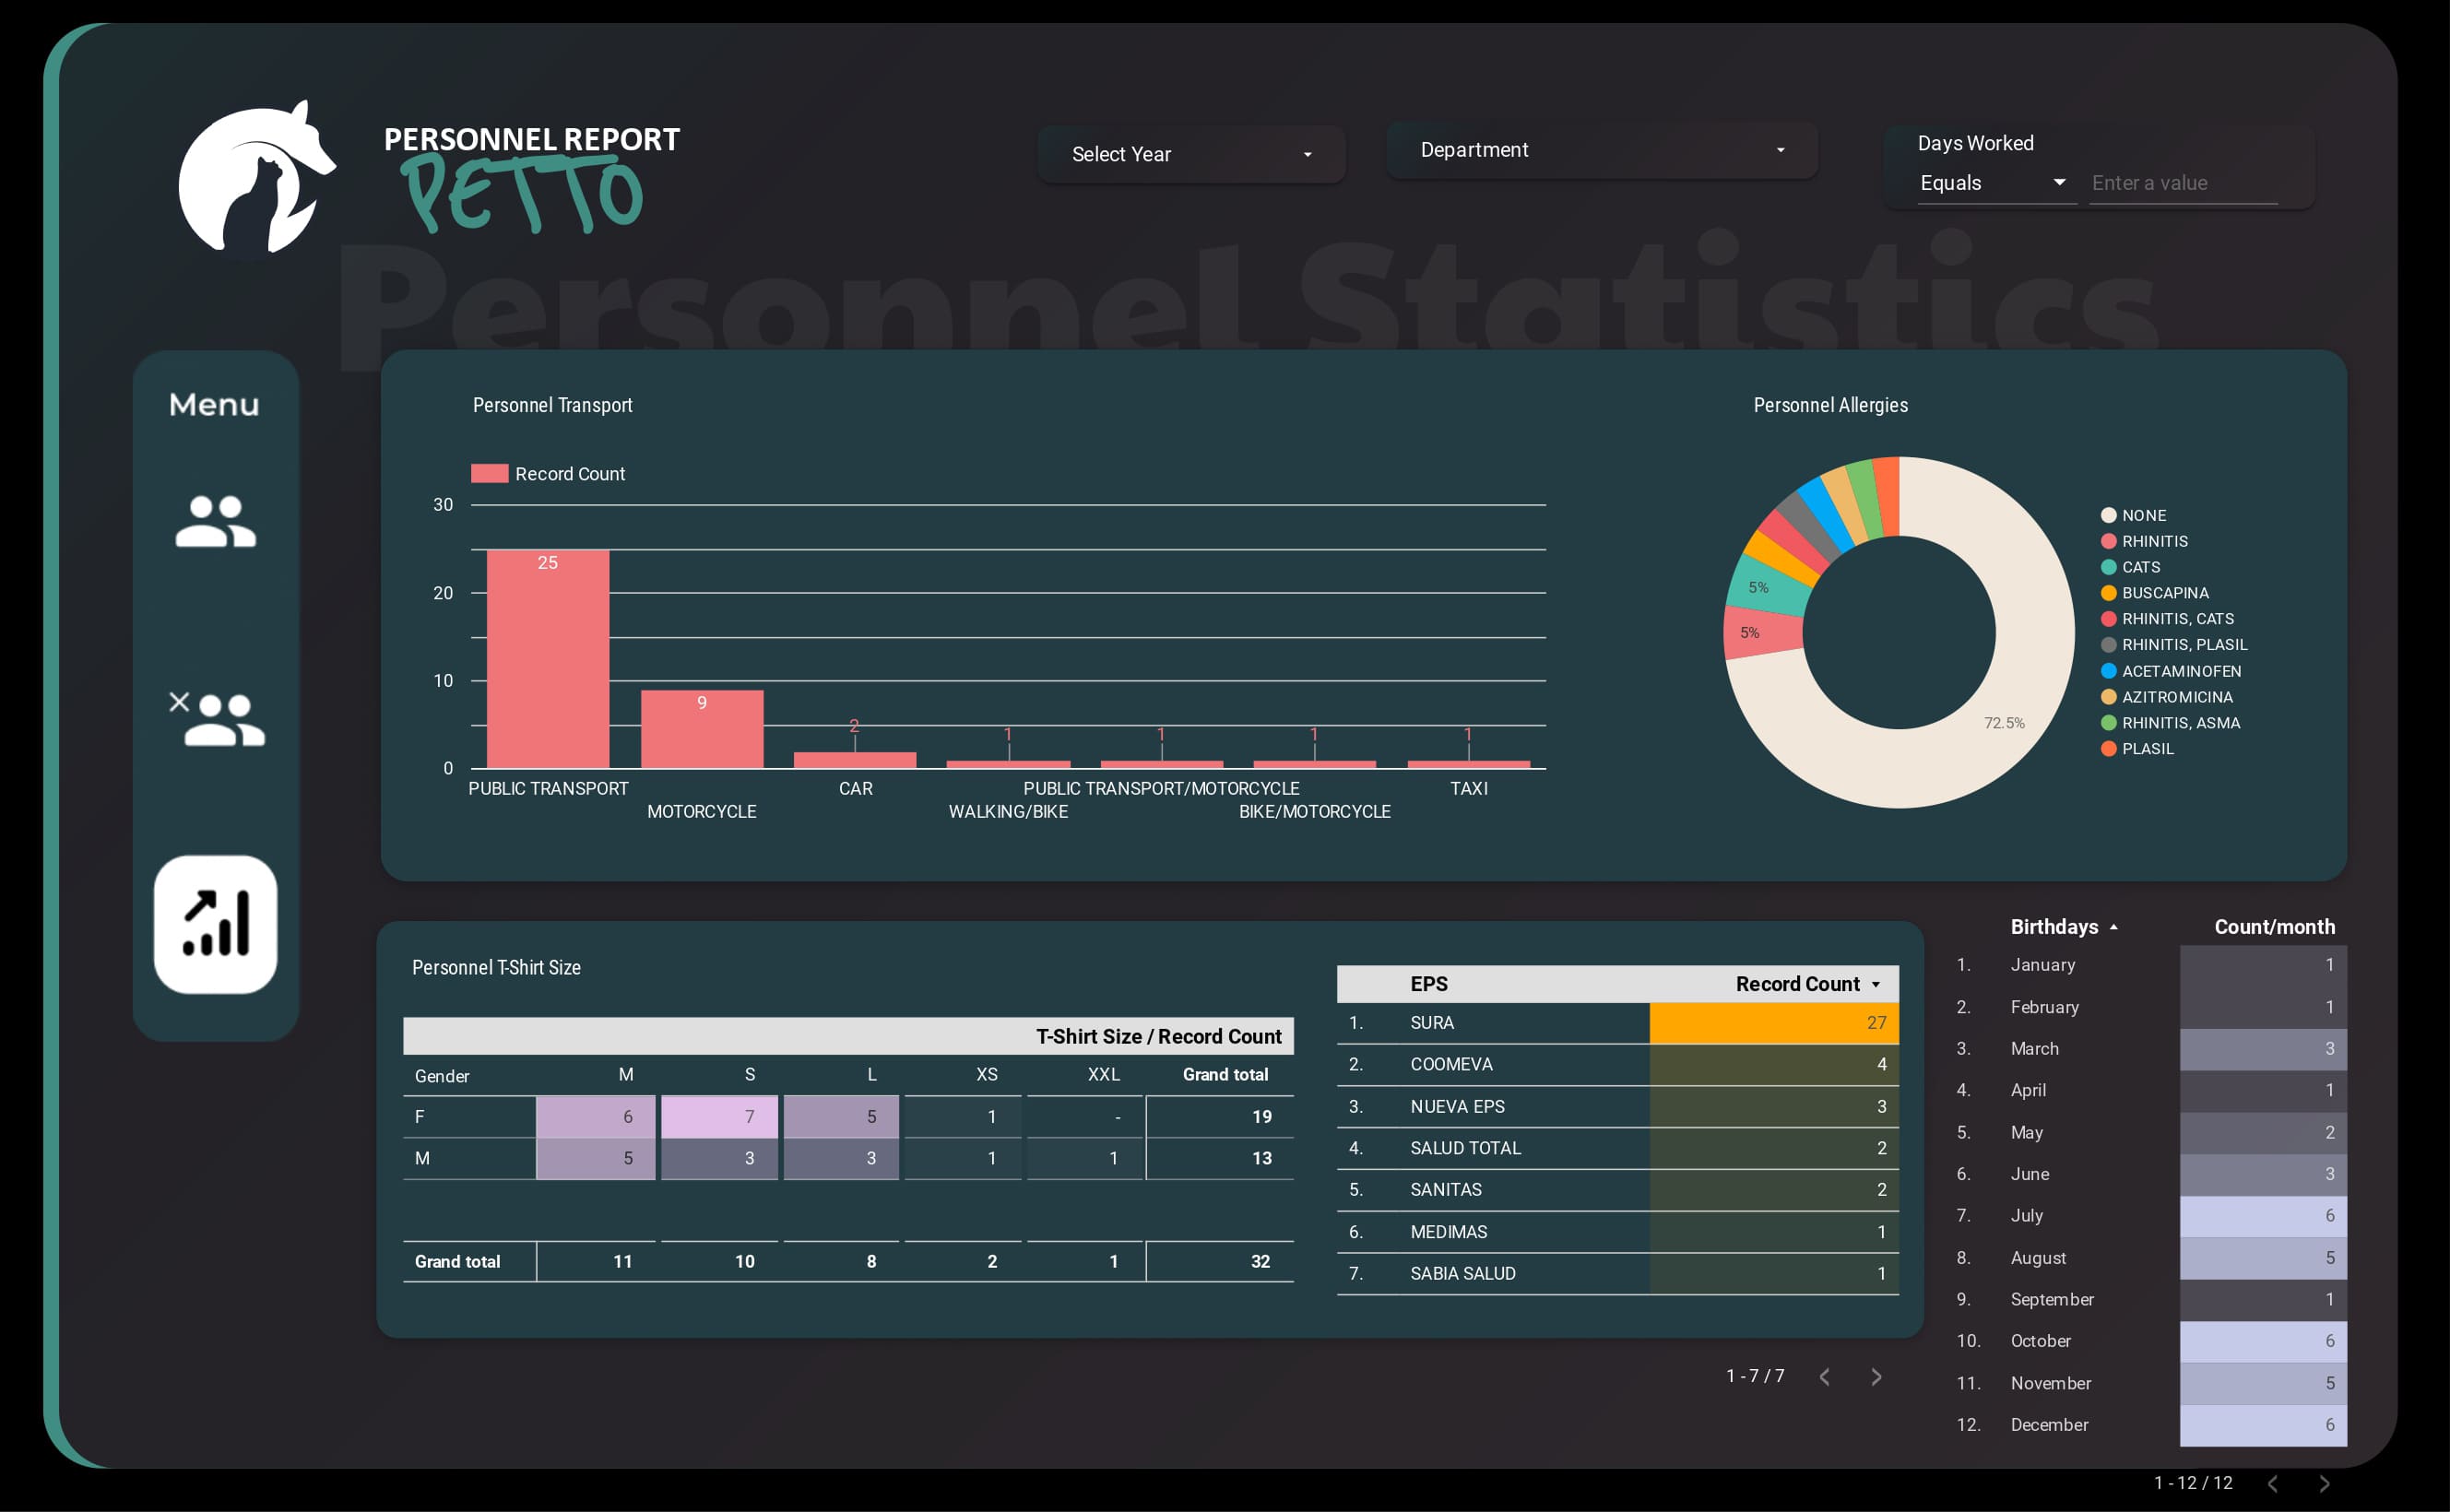 PERSONNEL REPORT
PETTO
Select Year
Department
Days Worked
Equals Enter a value
Personnel Statistics
Menu
Personnel Transport
Record Count
30
20
10
0
25
9
2
1
1
1
1
PUBLIC TRANSPORT
MOTORCYCLE
CAR
WALKING/BIKE
PUBLIC TRANSPORT/MOTORCYCLE
BIKE/MOTORCYCLE
TAXI
Personnel Allergies
5%
5%
72.5%
NONE
RHINITIS
CATS
BUSCAPINA
RHINITIS, CATS
RHINITIS, PLASIL
ACETAMINOFEN
AZITROMICINA
RHINITIS, ASMA
PLASIL
Personnel T-Shirt Size
T-Shirt Size / Record Count
Gender M S L XS XXL Grand total
F 6 7 5 1 - 19
M 5 3 3 1 1 13
Grand total 11 10 8 2 1 32
EPS Record Count
1. SURA 27
2. COOMEVA 4
3. NUEVA EPS 3
4. SALUD TOTAL 2
5. SANITAS 2
6. MEDIMAS 1
7. SABIA SALUD 1
1 - 7 / 7
Birthdays Count/month
1. January 1
2. February 1
3. March 3
4. April 1
5. May 2
6. June 3
7. July 6
8. August 5
9. September 1
10. October 6
11. November 5
12. December 6
1 - 12 / 12